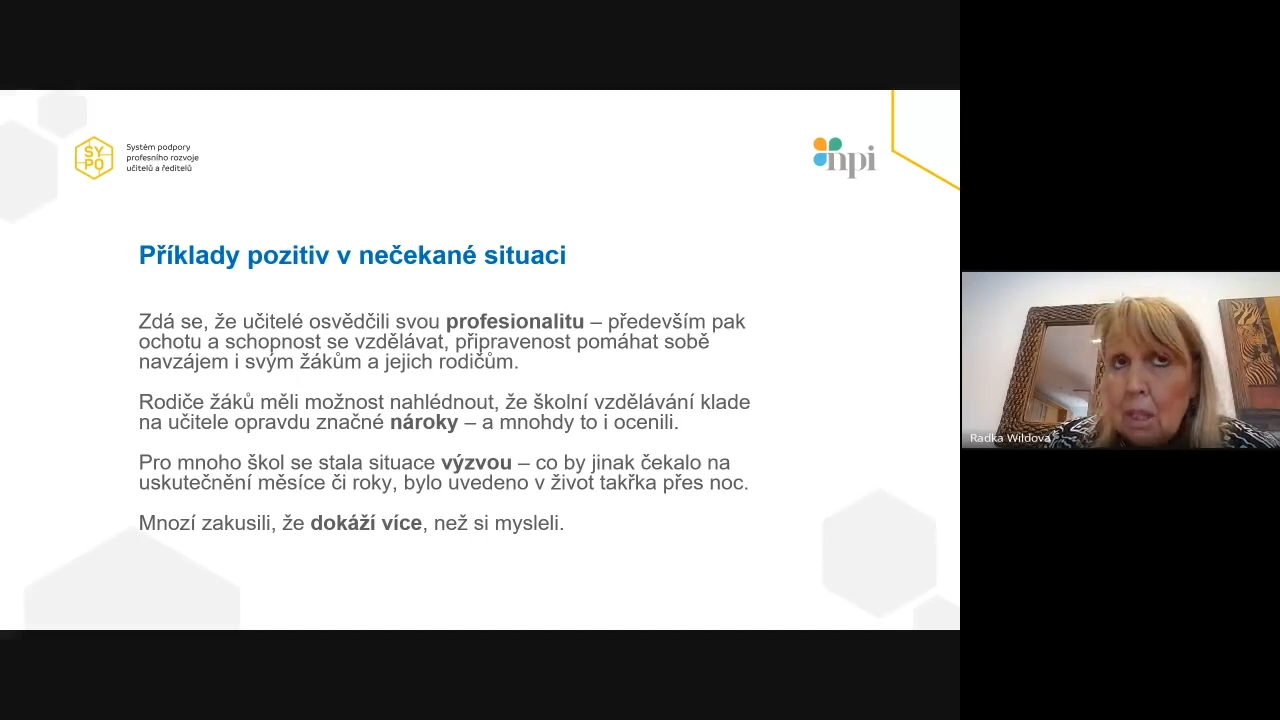 SY
PO
Systém podpory
profesního rozvoje
učitelů a ředitelů
npi
Příklady pozitiv v nečekané situaci
Zdá se, že učitelé osvědčili svou profesionalitu – především pak
ochotu a schopnost se vzdělávat, připravenost pomáhat sobě
navzájem i svým žákům a jejich rodičům.
Rodiče žáků měli možnost nahlédnout, že školní vzdělávání klade
na učitele opravdu značné nároky – a mnohdy to i ocenili.
Pro mnoho škol se stala situace výzvou – co by jinak čekalo na
uskutečnění měsíce či roky, bylo uvedeno v život takřka přes noc.
Mnozí zakusili, že dokáží více, než si mysleli.
Radka Wildová